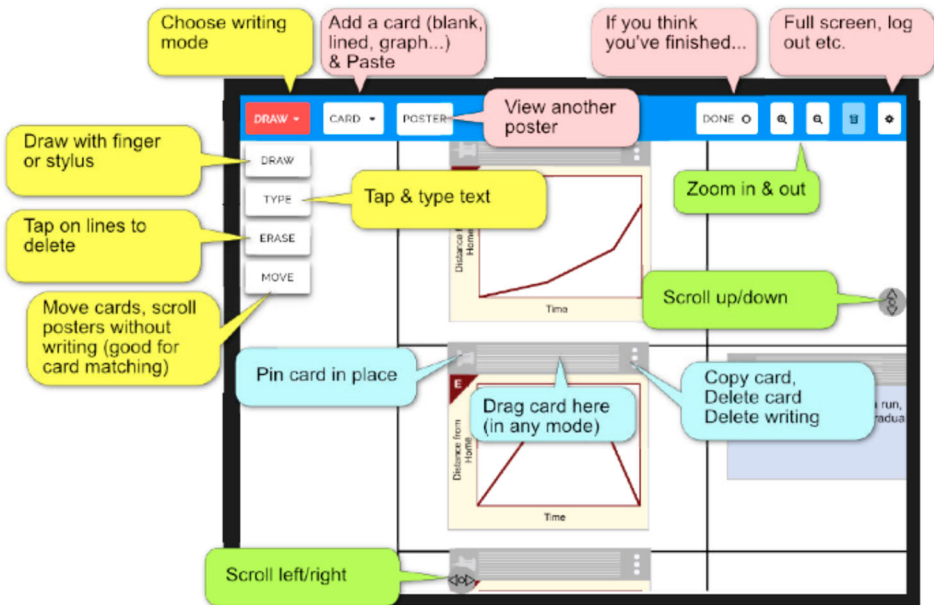 Choose writing
mode
Add a card (blank,
lined, graph...)
& Paste
If you think
you've finished...
Full screen, log
out etc.
DRAW
CARD
POSTER
View another
poster
DONE
Draw with finger
or stylus
DRAW
TYPE
Tap & type text
Zoom in & out
Tap on lines to
delete
ERASE
MOVE
Distance
Home
Time
Move cards, scroll
posters without
writing (good for
card matching)
Scroll up/down
Pin card in place
Drag card here
(in any mode)
Copy card,
Delete card
Delete writing
E
Distance from
Home
Time
run,
Scroll left/right